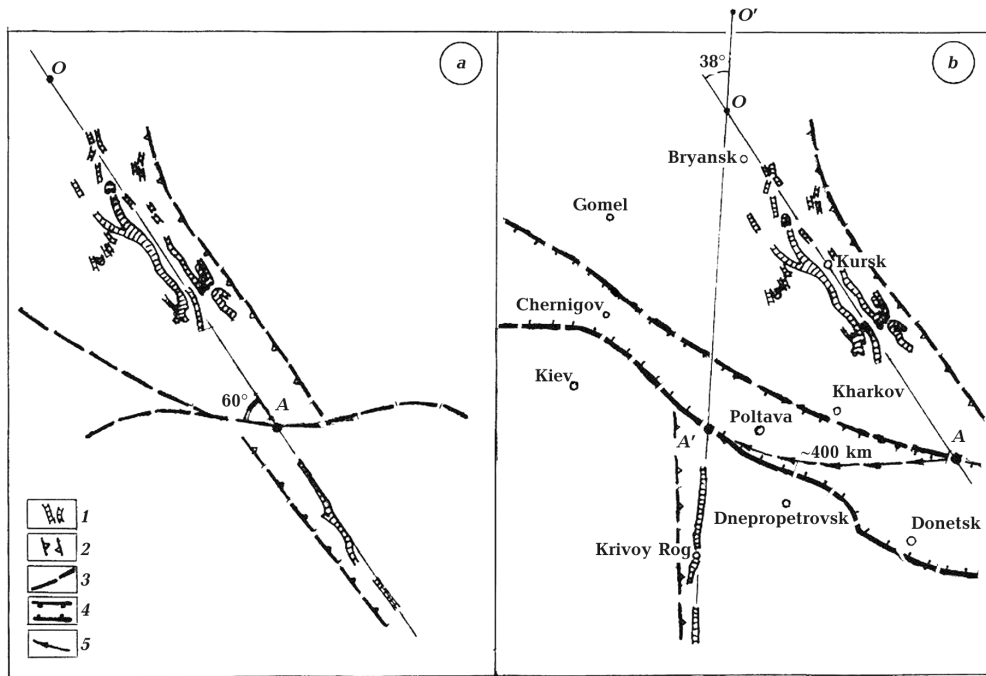 O
a
60°
A
1
2
3
4
5
O'
38°
b
O
Bryansk
Gomel
Kursk
Chernigov
Kiev
Kharkov
Poltava
A'
A
~400 km
Dnepropetrovsk
Donetsk
Krivoy Rog